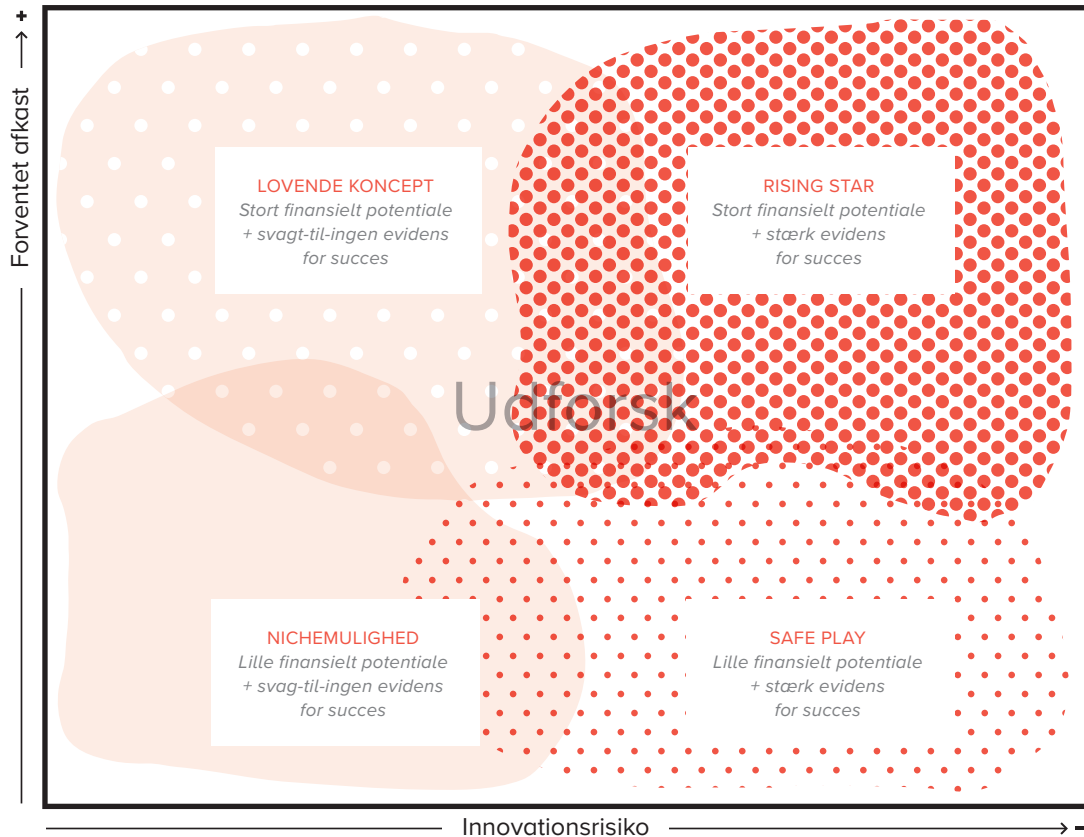 +
Forventet afkast
LOVENDE KONCEPT
Stort finansielt potentiale
+ svagt-til-ingen evidens
for succes
RISING STAR
Stort finansielt potentiale
+ stærk evidens
for succes
Udforsk
NICHEMULIGHED
Lille finansielt potentiale
+ svag-til-ingen evidens
for succes
SAFE PLAY
Lille finansielt potentiale
+ stærk evidens
for succes
Innovationsrisiko
-